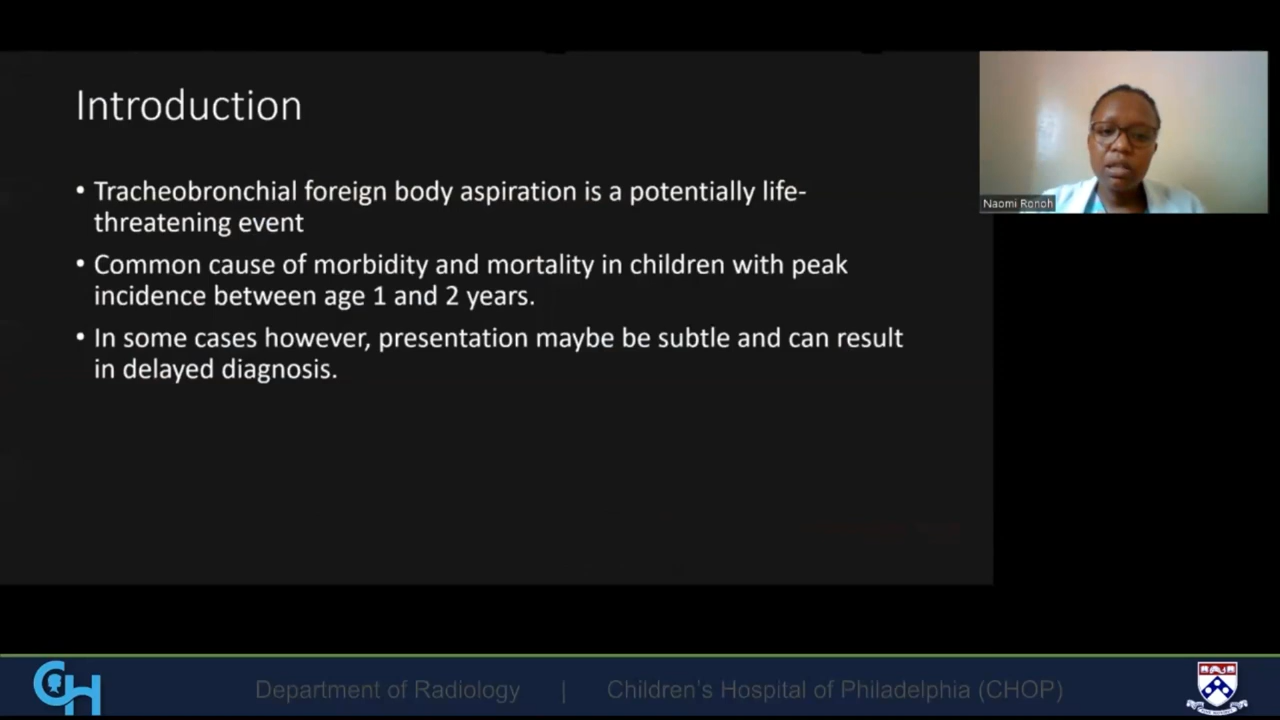 Introduction
• Tracheobronchial foreign body aspiration is a potentially life-
threatening event
• Common cause of morbidity and mortality in children with peak
incidence between age 1 and 2 years.
• In some cases however, presentation maybe be subtle and can result
in delayed diagnosis.
Naomi Ronoh
CH
Department of Radiology | Children's Hospital of Philadelphia (CHOP)